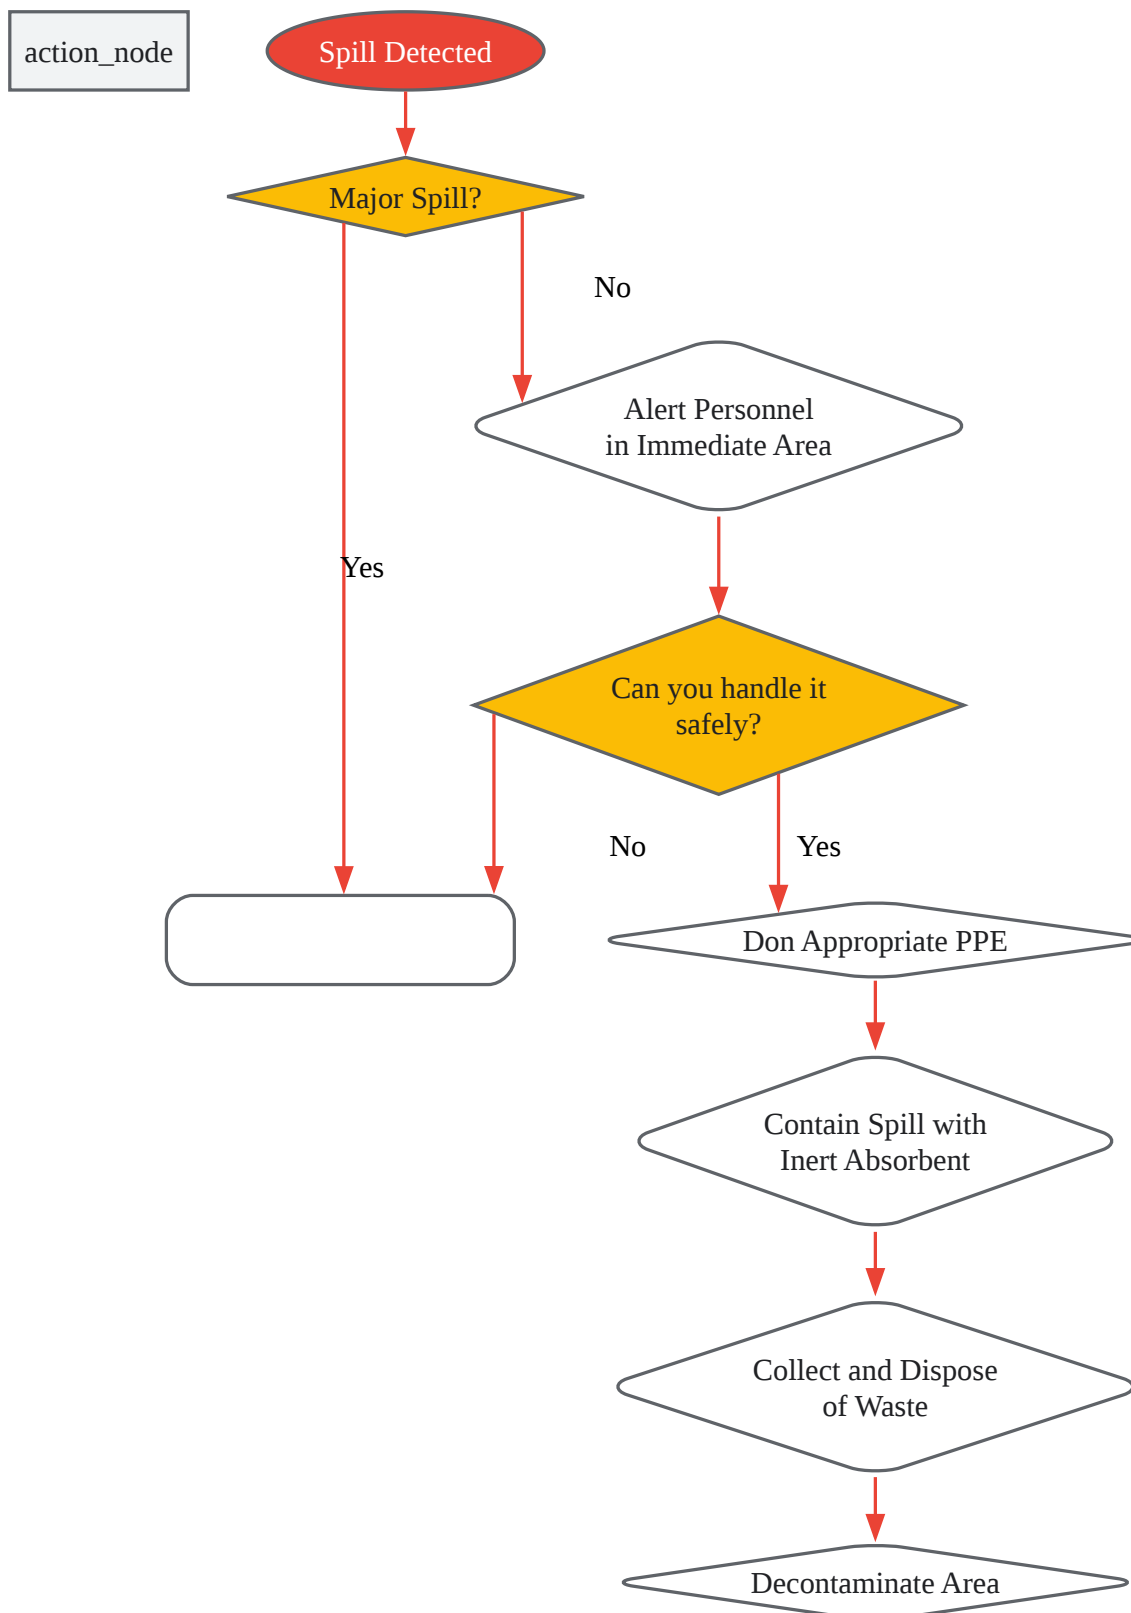 action_node
Spill Detected
Major Spill?
No
Alert Personnel
in Immediate Area
Yes
Can you handle it
safely?
No
Yes
Don Appropriate PPE
Contain Spill with
Inert Absorbent
Collect and Dispose
of Waste
Decontaminate Area